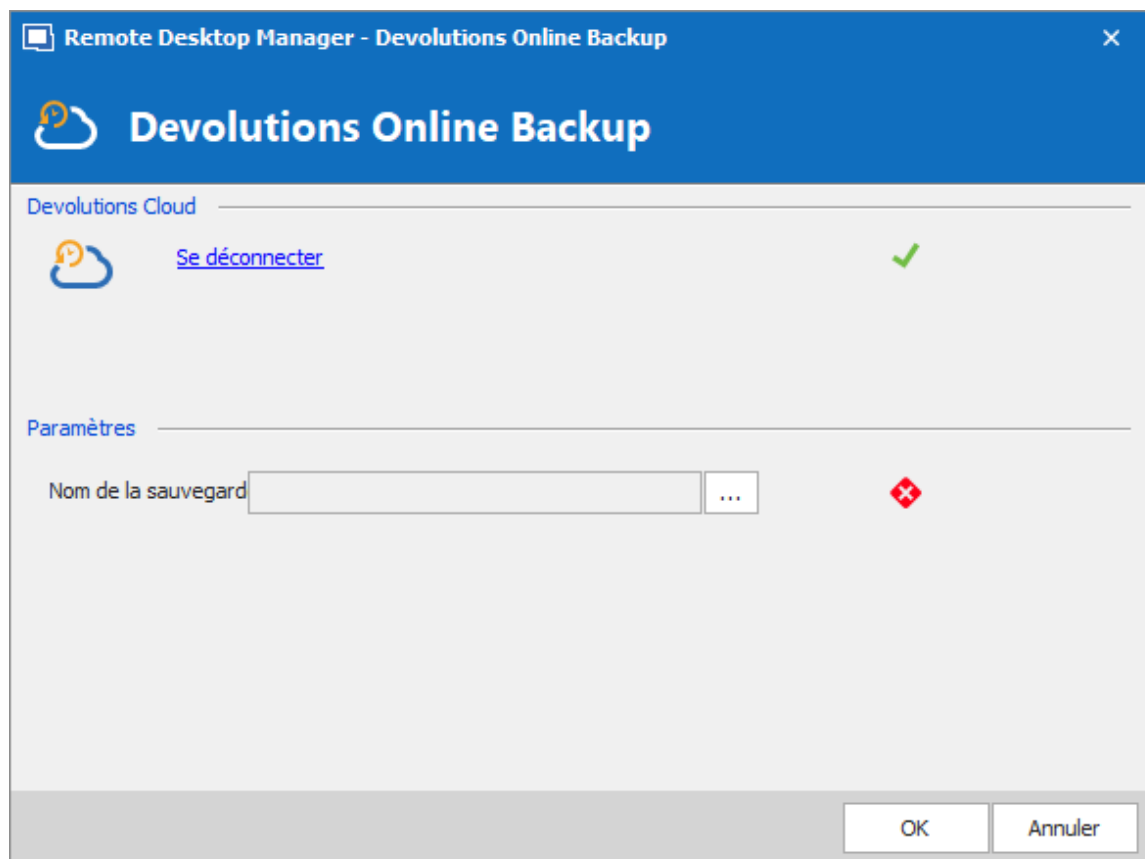 Remote Desktop Manager - Devolutions Online Backup
Devolutions Online Backup
Devolutions Cloud
Se déconnecter
Paramètres
Nom de la sauvegard
...
OK
Annuler